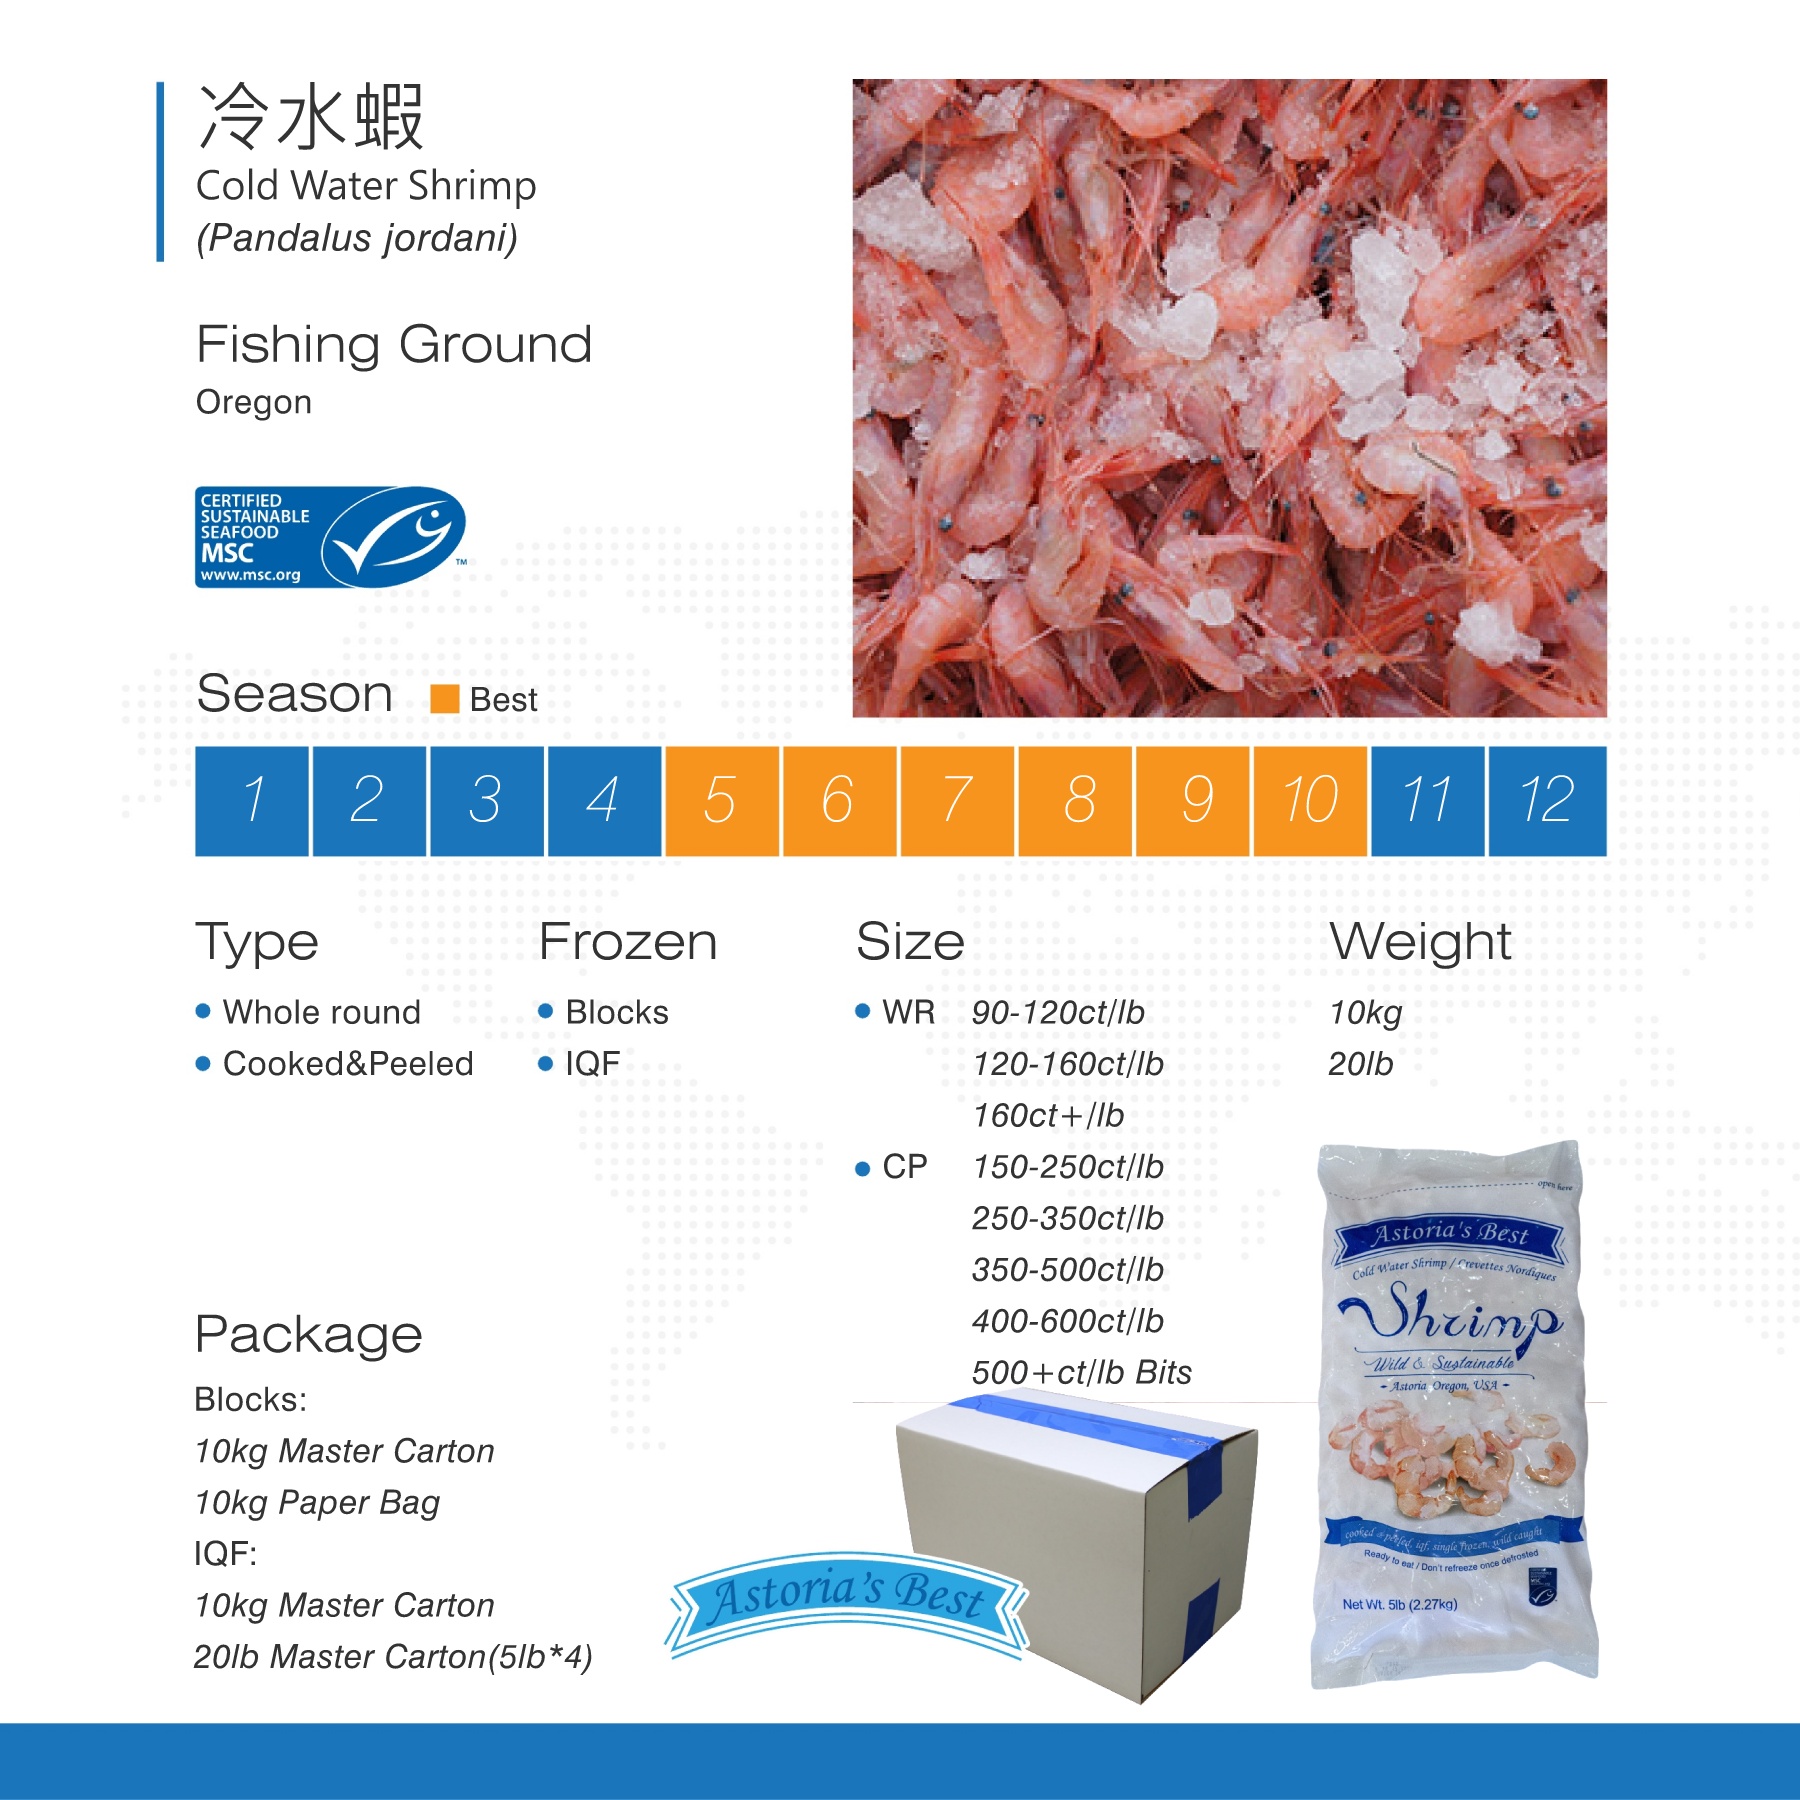 冷水蝦
Cold Water Shrimp
(Pandalus jordani)
Fishing Ground
Oregon
CERTIFIED
SUSTAINABLE
SEAFOOD
MSC
www.msc.org
TM
Season
Best
1 2 3 4 5 6 7 8 9 10 11 12
Type
Whole round
Cooked&Peeled
Frozen
Blocks
IQF
Size
WR 90-120ct/lb
120-160ct/lb
160ct+/lb
CP 150-250ct/lb
250-350ct/lb
350-500ct/lb
400-600ct/lb
500+ct/lb Bits
Weight
10kg
20lb
Package
Blocks:
10kg Master Carton
10kg Paper Bag
IQF:
10kg Master Carton
20lb Master Carton(5lb*4)
Astoria's Best
open here
Astoria's Best
Cold Water Shrimp / Crevettes Nordiques
Shrimp
Wild & Sustainable
- Astoria Oregon, USA -
cooked & peeled, iqf, single frozen, wild caught
Ready to eat / Don't refreeze once defrosted
Net Wt. 5lb (2.27kg)